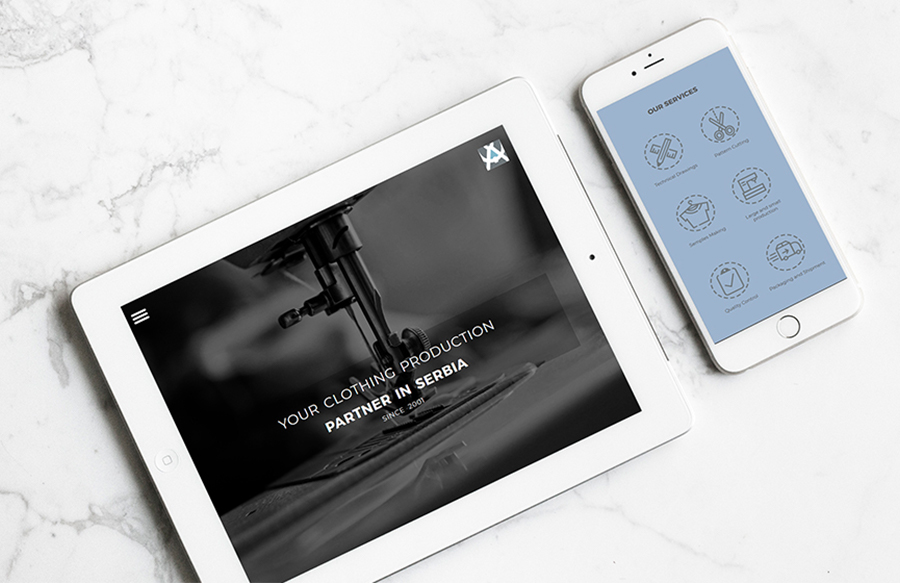 YOUR CLOTHING PRODUCTION
PARTNER IN SERBIA
SINCE 2001
OUR SERVICES
Technical Drawings
Pattern Cutting
Samples Making
Large and small
production
Quality Control
Packaging and Shipment